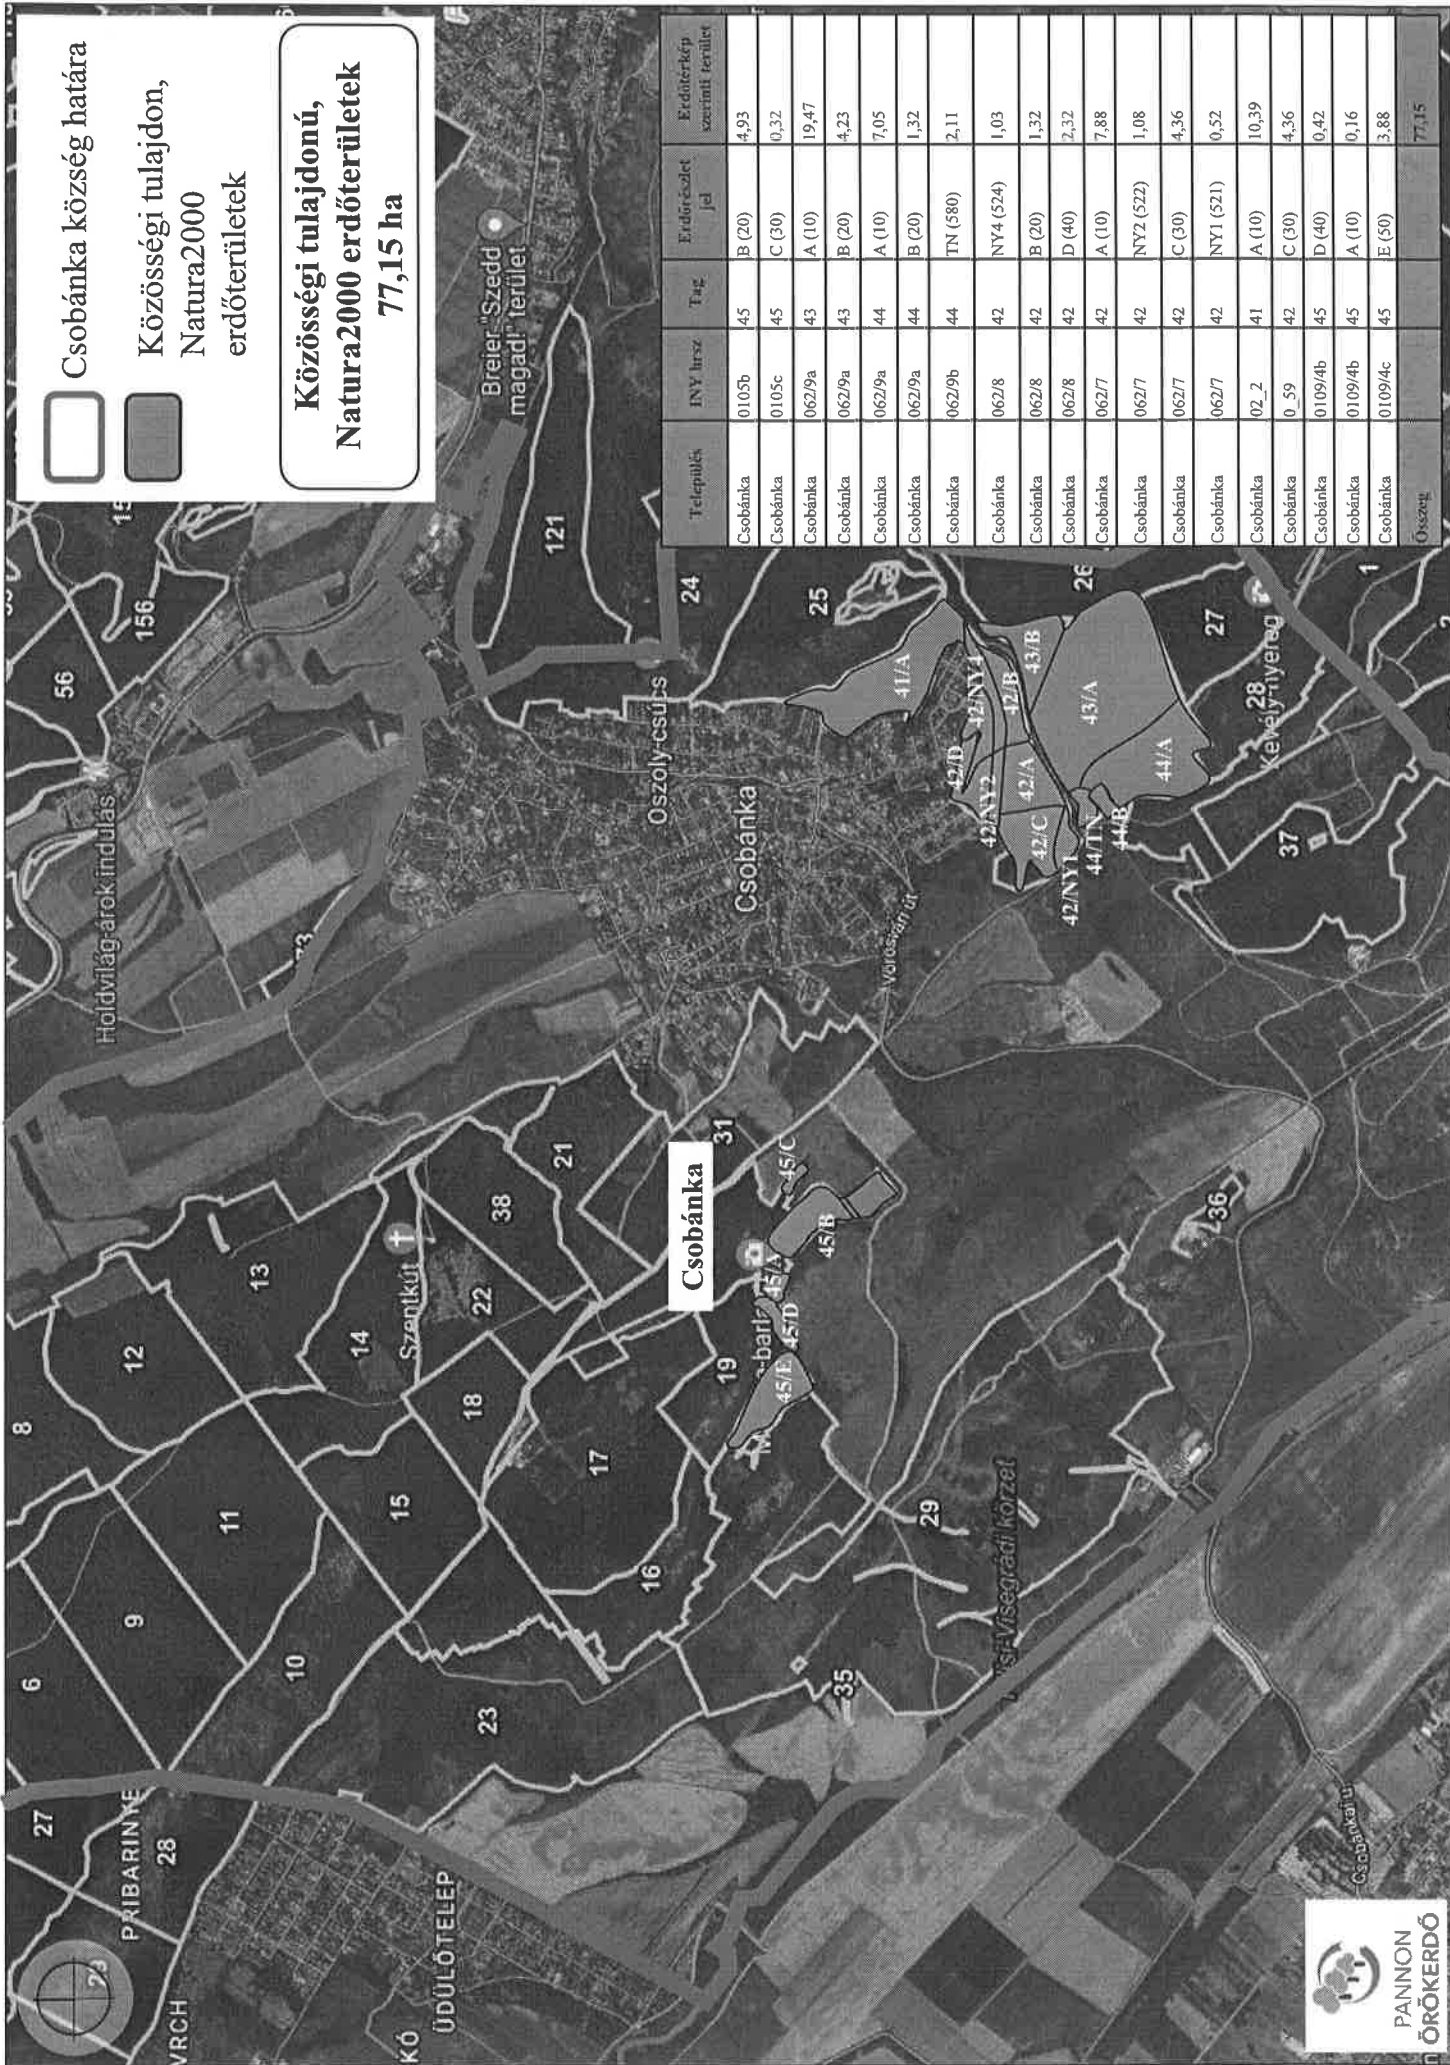 Csobánka község határa
Közösségi tulajdon,
Natura2000
erdőterületek
Közösségi tulajdonú,
Natura2000 erdőterületek
77,15 ha
Település INY hrsz Tag Erdőrészlet jel Erdőtérkép szerinti terület
Csobánka 0105b 45 B (20) 4,93
Csobánka 0105c 45 C (30) 0,32
Csobánka 062/9a 43 A (10) 19,47
Csobánka 062/9a 43 B (20) 4,23
Csobánka 062/9a 44 A (10) 7,05
Csobánka 062/9a 44 B (20) 1,32
Csobánka 062/9b 44 TN (580) 2,11
Csobánka 062/8 42 NY4 (524) 1,03
Csobánka 062/8 42 B (20) 1,32
Csobánka 062/8 42 D (40) 2,32
Csobánka 062/7 42 A (10) 7,88
Csobánka 062/7 42 NY2 (522) 1,08
Csobánka 062/7 42 C (30) 4,36
Csobánka 062/7 42 NY1 (521) 0,52
Csobánka 02_2 41 A (10) 10,39
Csobánka 0_59 42 C (30) 4,36
Csobánka 0109/4b 45 D (40) 0,42
Csobánka 0109/4b 45 A (10) 0,16
Csobánka 0109/4c 45 E (50) 3,88
Összeg 77,15
Breier "Szedd
magad!" terület
Holdvilág-árok indulás
Oszoly-csúcs
Csobánka
Csobánka
Szentkút
Kevély-nyereg
Vörösvári út
PRIBARINYE
VRCH
KÓ
ÜDÜLŐTELEP
-barla
M
si-Visegrádi körzet
Csobánkai u
27
28
23
6
9
10
11
8
12
13
14
15
16
17
18
19
21
22
23
38
31
29
35
36
37
56
156
15
121
24
25
26
27
28
1
41/A
42/NY4
42/B
43/B
42/D
42/NY2
42/A
43/A
42/C
42/NY1
44/TN
44/B
44/A
45/C
45/B
45/A
45/D
45/E
PANNON
ÖRÖKERDŐ